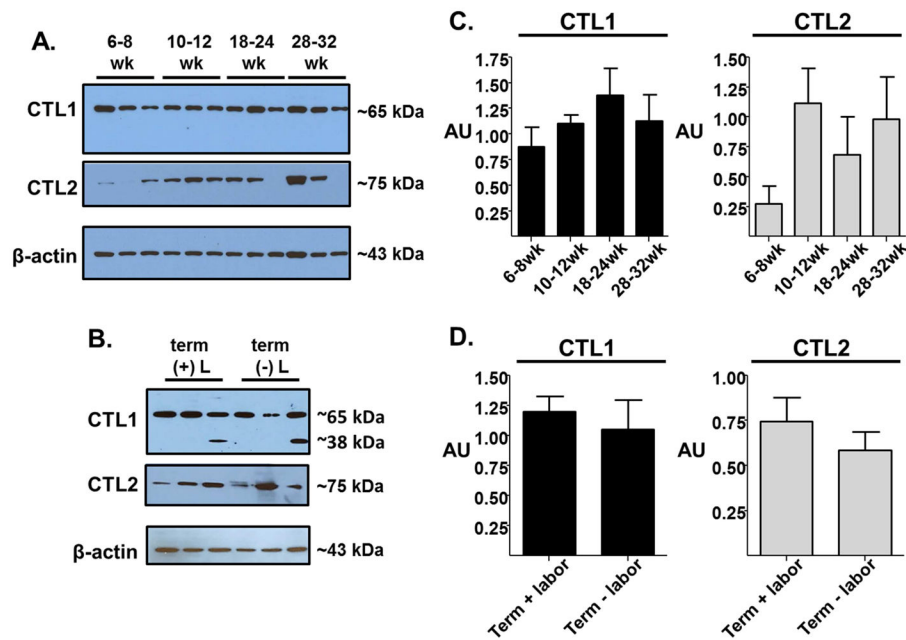 A.
6-8 wk
10-12 wk
18-24 wk
28-32 wk
CTL1
~65 kDa
CTL2
~75 kDa
β-actin
~43 kDa
B.
term (+) L
term (-) L
CTL1
~65 kDa
~38 kDa
CTL2
~75 kDa
β-actin
~43 kDa
C.
CTL1
AU
1.75
1.50
1.25
1.00
0.75
0.50
0.25
6-8wk
10-12wk
18-24wk
28-32wk
CTL2
AU
1.50
1.25
1.00
0.75
0.50
0.25
6-8wk
10-12wk
18-24wk
28-32wk
D.
CTL1
AU
1.50
1.25
1.00
0.75
0.50
0.25
Term + labor
Term - labor
CTL2
AU
1.00
0.75
0.50
0.25
Term + labor
Term - labor